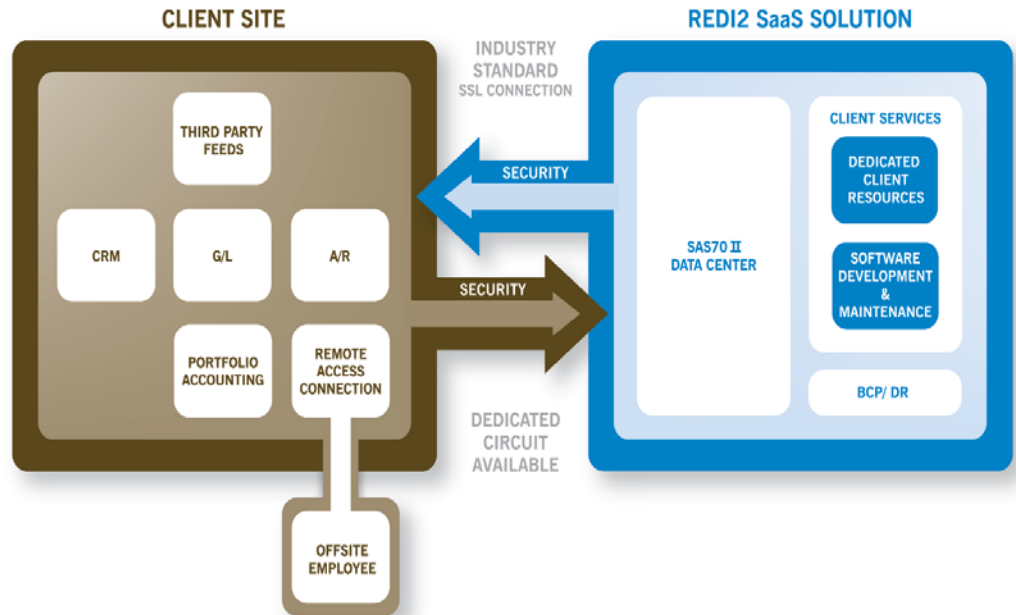 CLIENT SITE
THIRD PARTY
FEEDS
CRM
G/L
A/R
PORTFOLIO
ACCOUNTING
REMOTE
ACCESS
CONNECTION
OFFSITE
EMPLOYEE
INDUSTRY
STANDARD
SSL CONNECTION
SECURITY
SECURITY
DEDICATED
CIRCUIT
AVAILABLE
REDI2 SaaS SOLUTION
SAS70 II
DATA CENTER
CLIENT SERVICES
DEDICATED
CLIENT
RESOURCES
SOFTWARE
DEVELOPMENT
&
MAINTENANCE
BCP/ DR